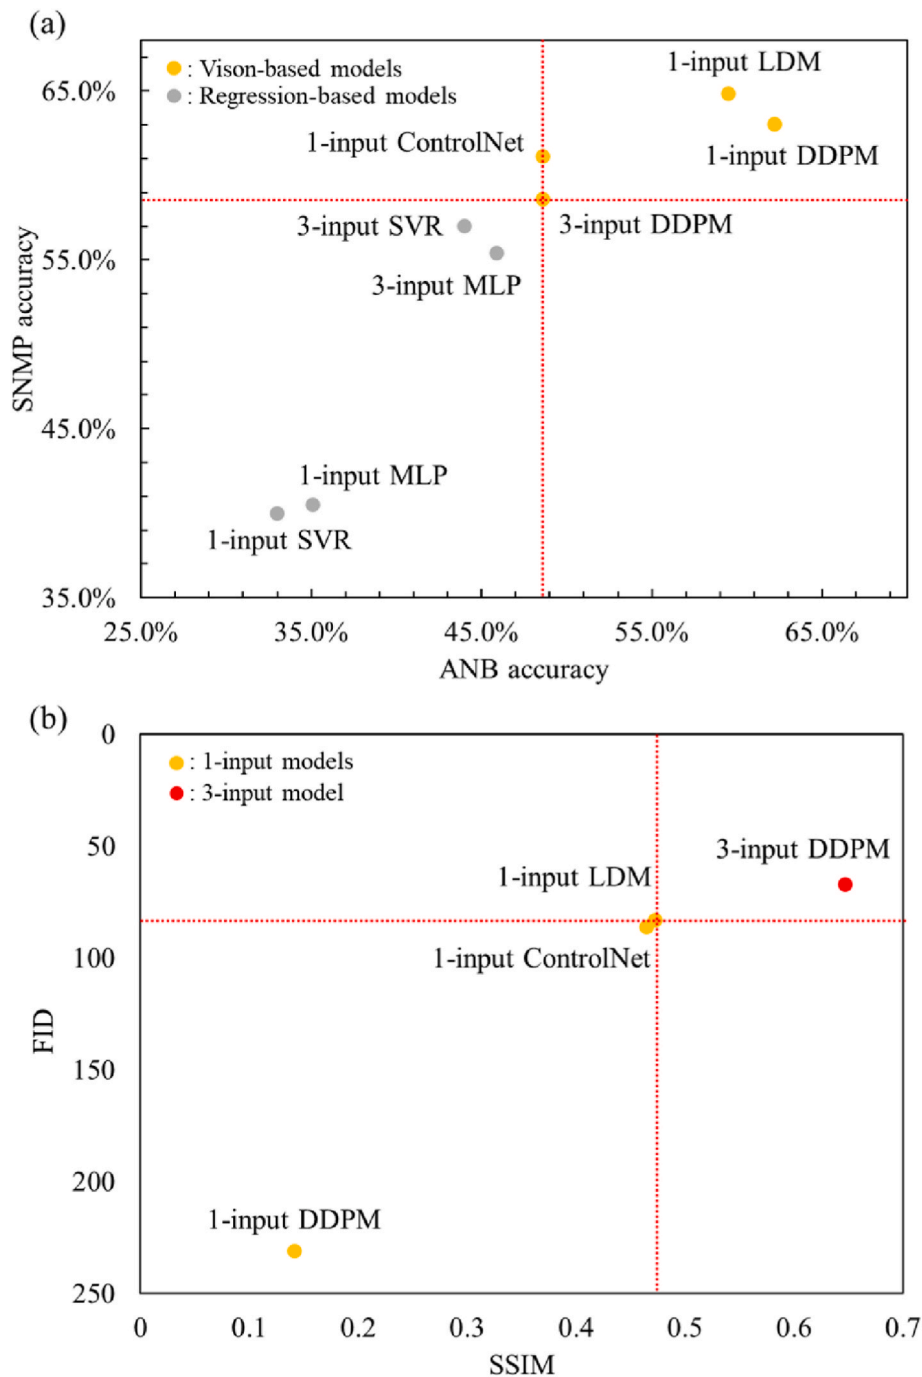 (a)
: Vison-based models
: Regression-based models
1-input LDM
65.0%
1-input ControlNet
1-input DDPM
3-input SVR
3-input DDPM
55.0%
3-input MLP
SNMP accuracy
45.0%
1-input MLP
1-input SVR
35.0%
25.0% 35.0% 45.0% 55.0% 65.0%
ANB accuracy
(b)
0
: 1-input models
: 3-input model
50
3-input DDPM
1-input LDM
100
1-input ControlNet
FID
150
200
1-input DDPM
250
0 0.1 0.2 0.3 0.4 0.5 0.6 0.7
SSIM